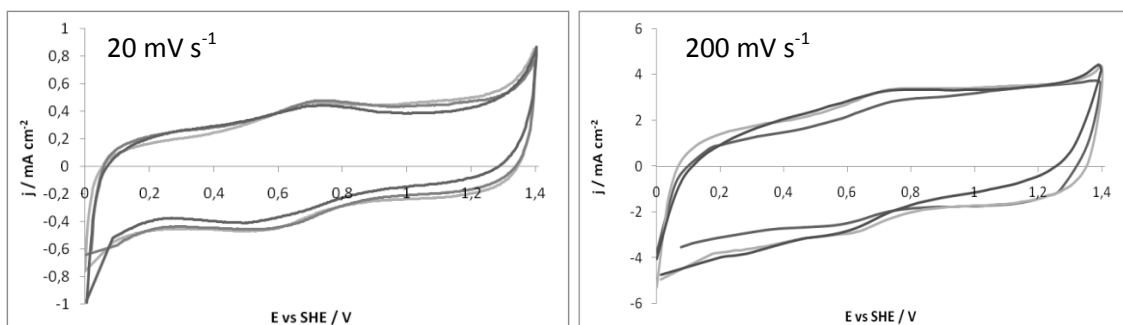 20 mV s⁻¹
j / mA cm⁻²
1
0,8
0,6
0,4
0,2
0
-0,2
-0,4
-0,6
-0,8
-1
0 0,2 0,4 0,6 0,8 1 1,2 1,4
E vs SHE / V
200 mV s⁻¹
j / mA cm⁻²
6
4
2
0
-2
-4
-6
0 0,2 0,4 0,6 0,8 1 1,2 1,4
E vs SHE / V